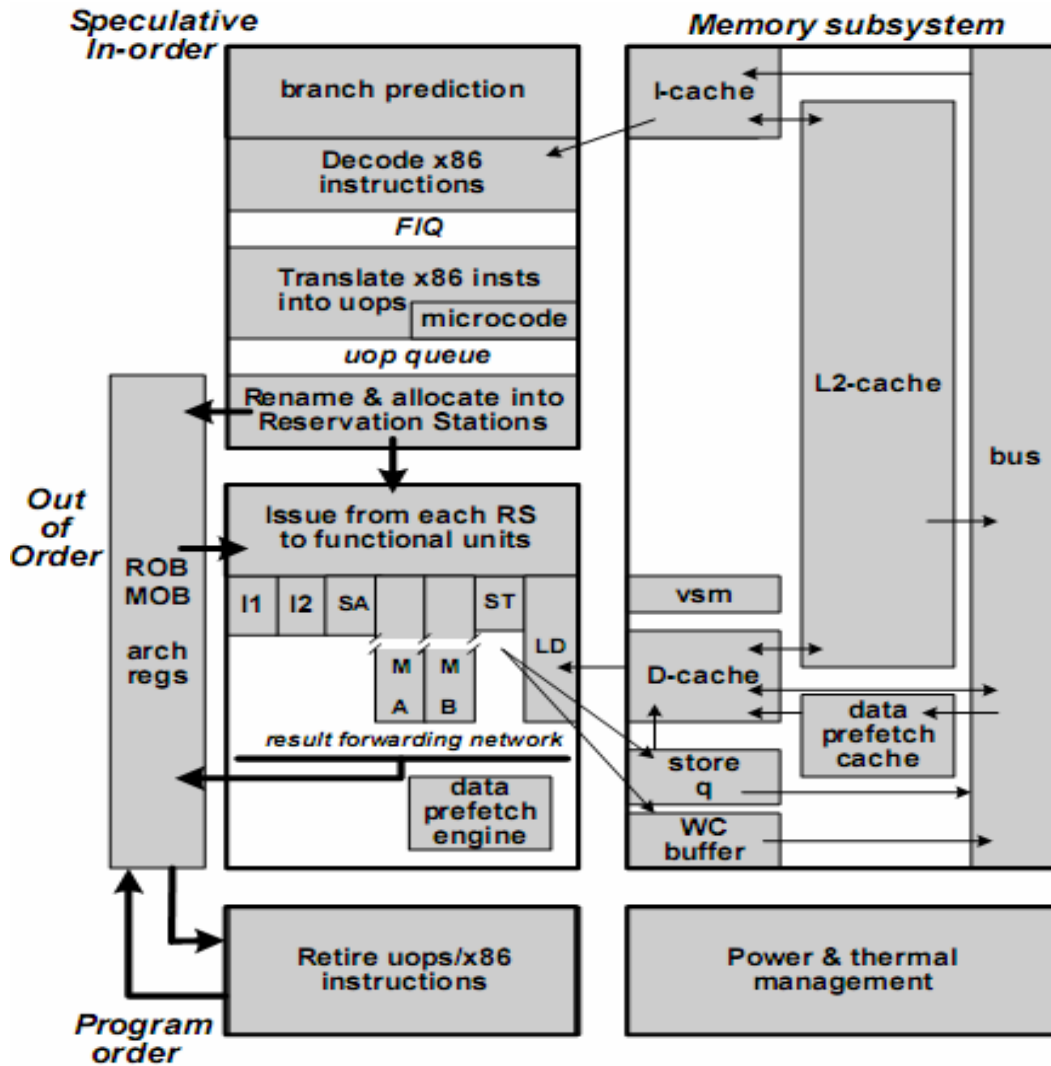 Speculative
In-order
Memory subsystem
branch prediction
Decode x86
instructions
FIQ
Translate x86 insts
into uops
microcode
uop queue
Rename & allocate into
Reservation Stations
Out
of
Order
ROB
MOB
arch
regs
Issue from each RS
to functional units
I1
I2
SA
M
A
M
B
ST
LD
result forwarding network
data
prefetch
engine
I-cache
L2-cache
bus
vsm
D-cache
data
prefetch
cache
store
q
WC
buffer
Retire uops/x86
instructions
Power & thermal
management
Program
order